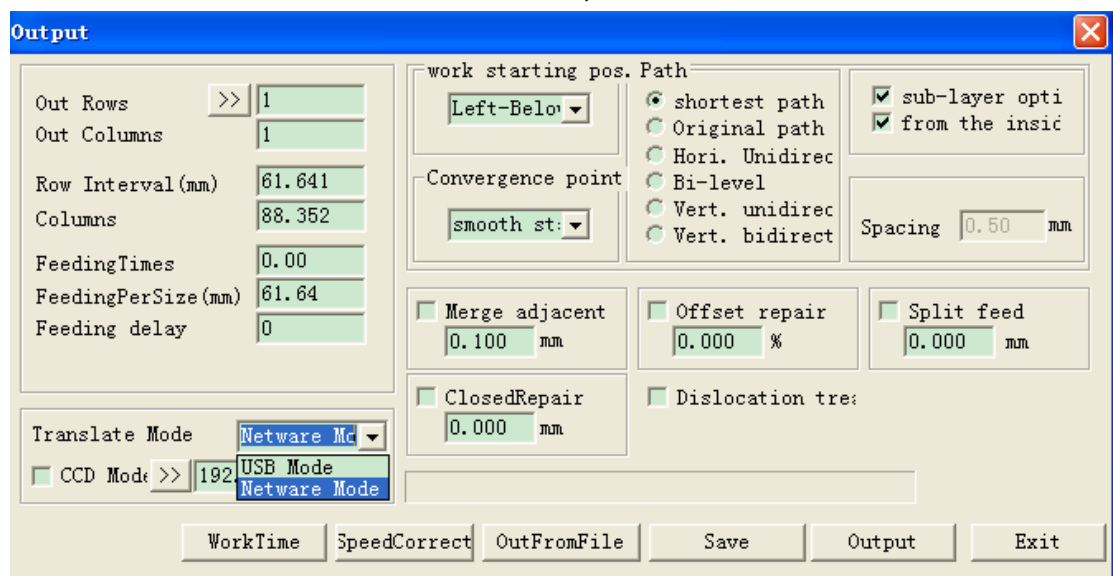 Output
Out Rows >> 1
Out Columns 1
Row Interval(mm) 61.641
Columns 88.352
FeedingTimes 0.00
FeedingPerSize(mm) 61.64
Feeding delay 0
Translate Mode Netware Mo
USB Mode
Netware Mode
CCD Mode >> 192.
work starting pos.
Left-Below
Convergence point
smooth st
Path
shortest path
Original path
Hori. Unidirec
Bi-level
Vert. unidirec
Vert. bidirect
sub-layer opti
from the insid
Spacing 0.50 mm
Merge adjacent
0.100 mm
Offset repair
0.000 %
Split feed
0.000 mm
ClosedRepair
0.000 mm
Dislocation trea
WorkTime SpeedCorrect OutFromFile Save Output Exit